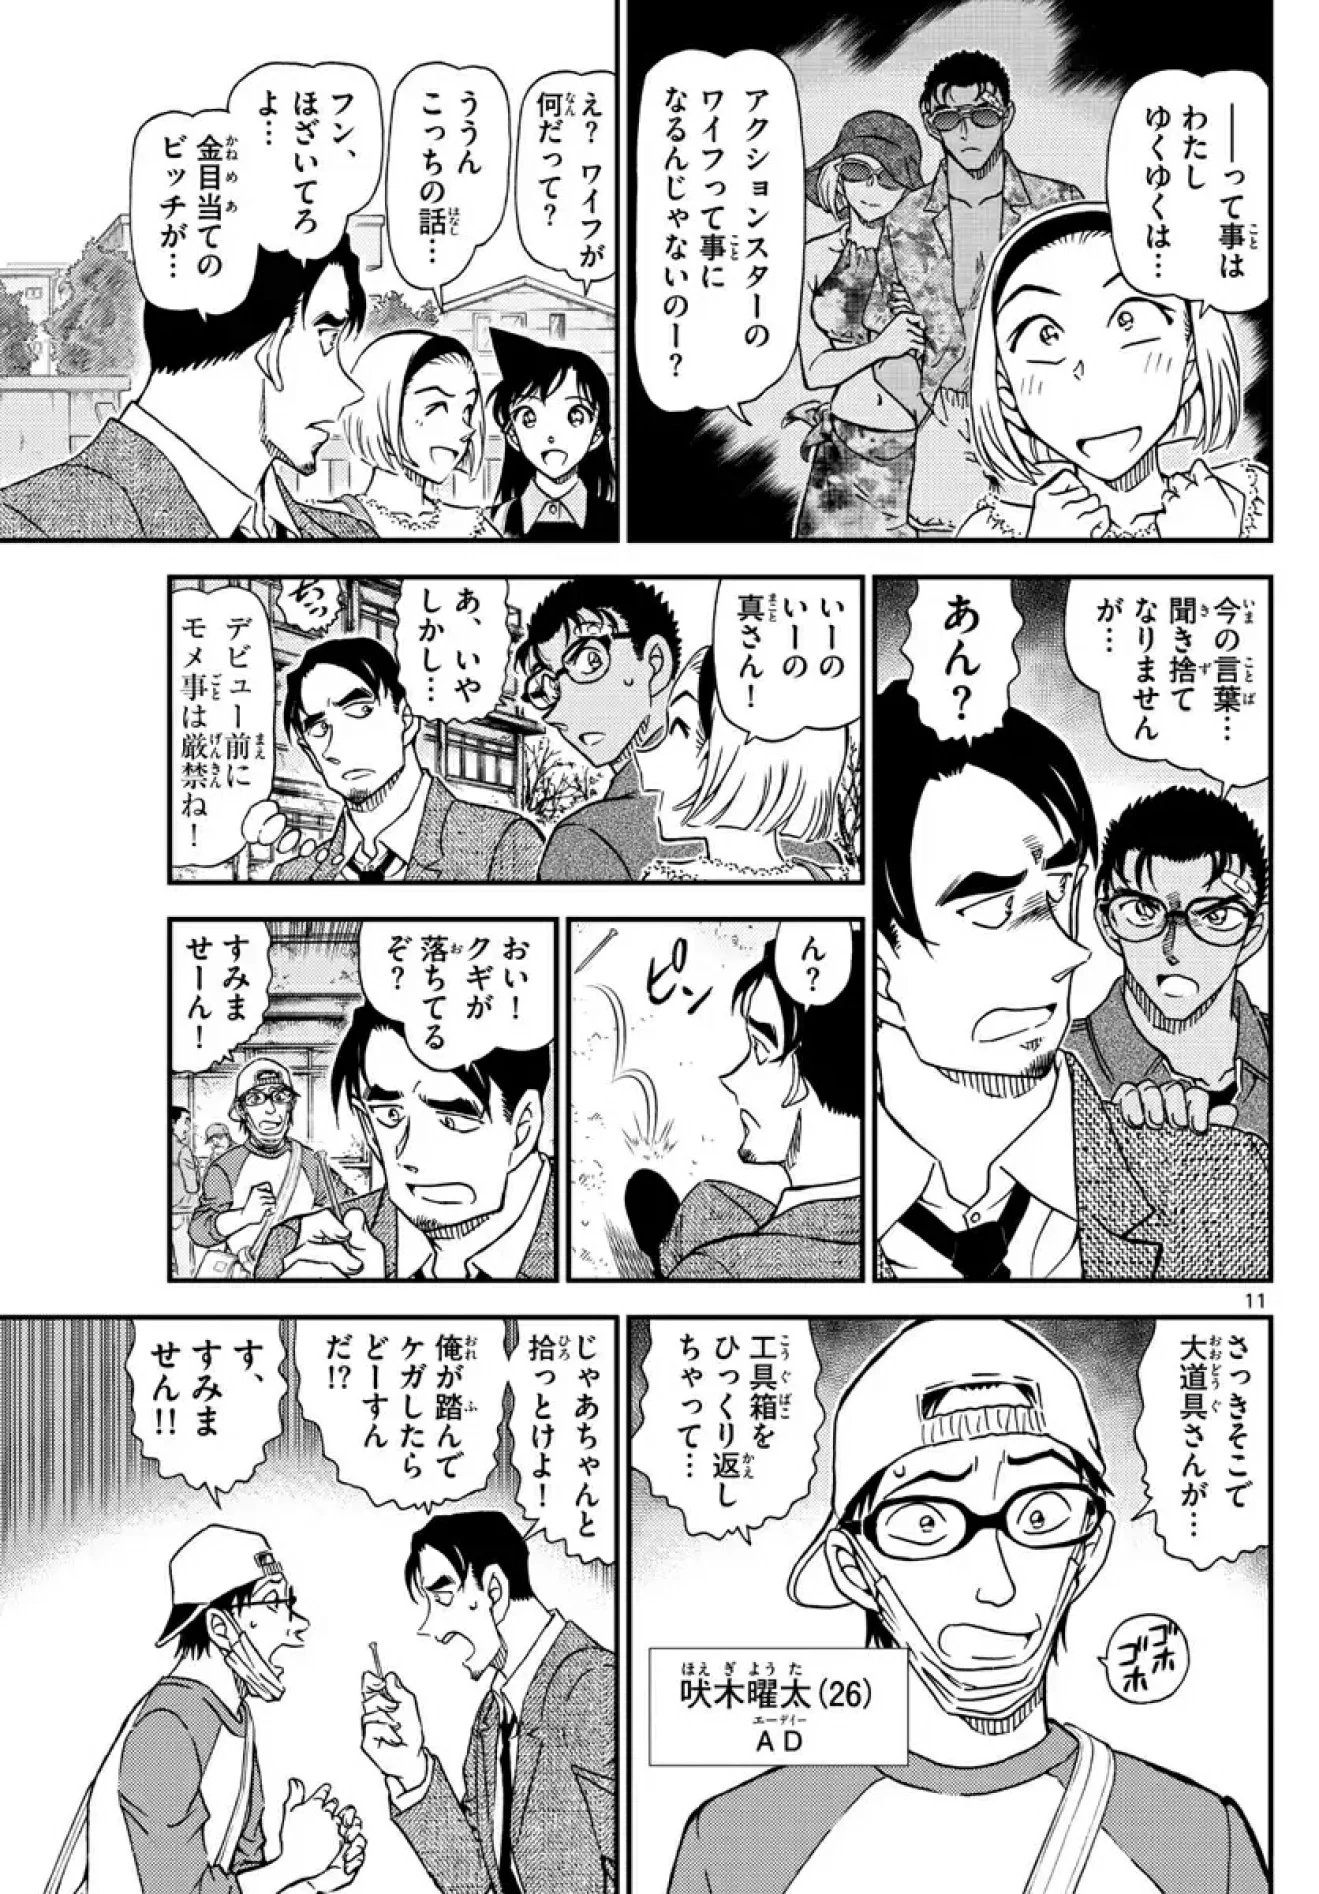 ――って事は
わたし
ゆくゆくは…
アクションスターの
ワイフって事に
なるんじゃないのー?
え? ワイフが
何だって?
ううん
こっちの話…
フン、
ほざいてろ
よ…
金目当ての
ビッチが…
今の言葉…
聞き捨て
なりません
が…
あん?
いーの
いーの
真さん!
あ、いや
しかし…
ちっ
デビュー前に
モメ事は厳禁ね!
ん?
ピン
おい!
クギが
落ちてる
ぞ?
すみま
せーん!
11
さっきそこで
大道具さんが…
工具箱を
ひっくり返し
ちゃって…
ゴホ
ゴホ
吠木曜太(26)
AD
じゃあちゃんと
拾っとけよ!
俺が踏んで
ケガしたら
どーすん
だ!?
す、
すみま
せん!!